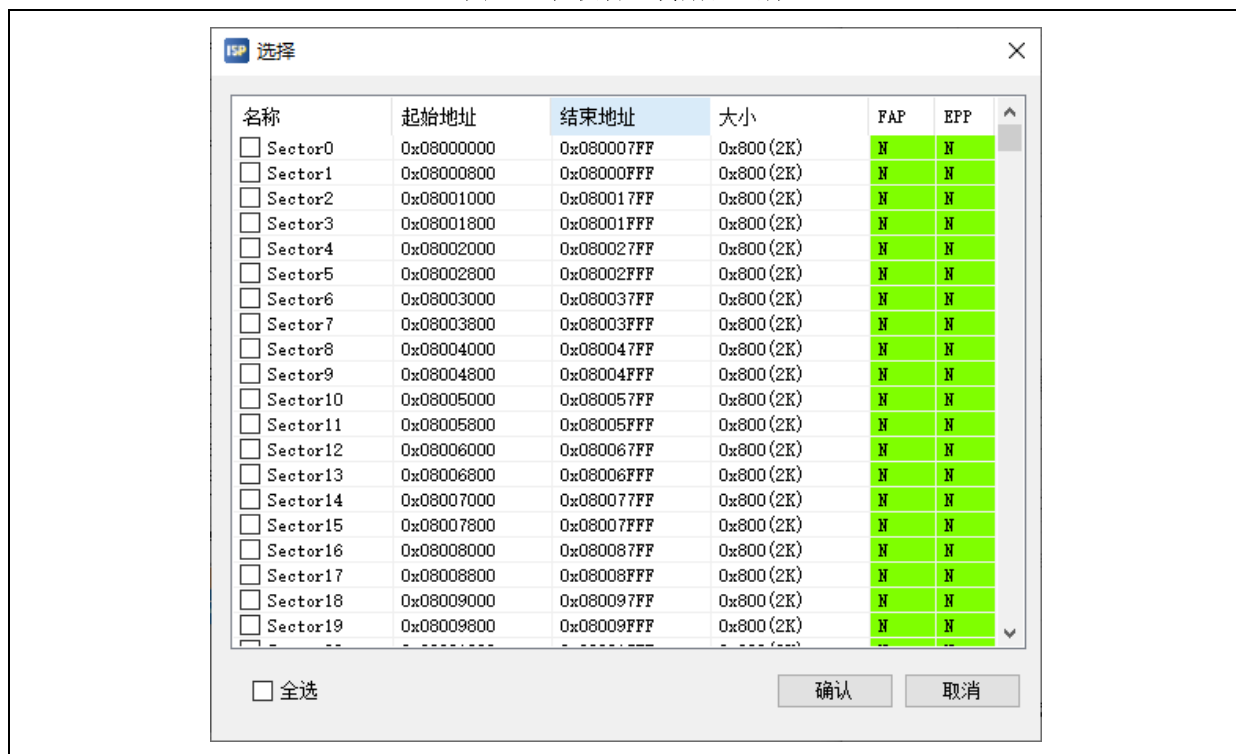 ISP 选择
名称 起始地址 结束地址 大小 FAP EPP
Sector0 0x08000000 0x080007FF 0x800(2K) N N
Sector1 0x08000800 0x08000FFF 0x800(2K) N N
Sector2 0x08001000 0x080017FF 0x800(2K) N N
Sector3 0x08001800 0x08001FFF 0x800(2K) N N
Sector4 0x08002000 0x080027FF 0x800(2K) N N
Sector5 0x08002800 0x08002FFF 0x800(2K) N N
Sector6 0x08003000 0x080037FF 0x800(2K) N N
Sector7 0x08003800 0x08003FFF 0x800(2K) N N
Sector8 0x08004000 0x080047FF 0x800(2K) N N
Sector9 0x08004800 0x08004FFF 0x800(2K) N N
Sector10 0x08005000 0x080057FF 0x800(2K) N N
Sector11 0x08005800 0x08005FFF 0x800(2K) N N
Sector12 0x08006000 0x080067FF 0x800(2K) N N
Sector13 0x08006800 0x08006FFF 0x800(2K) N N
Sector14 0x08007000 0x080077FF 0x800(2K) N N
Sector15 0x08007800 0x08007FFF 0x800(2K) N N
Sector16 0x08008000 0x080087FF 0x800(2K) N N
Sector17 0x08008800 0x08008FFF 0x800(2K) N N
Sector18 0x08009000 0x080097FF 0x800(2K) N N
Sector19 0x08009800 0x08009FFF 0x800(2K) N N
全选 确认 取消